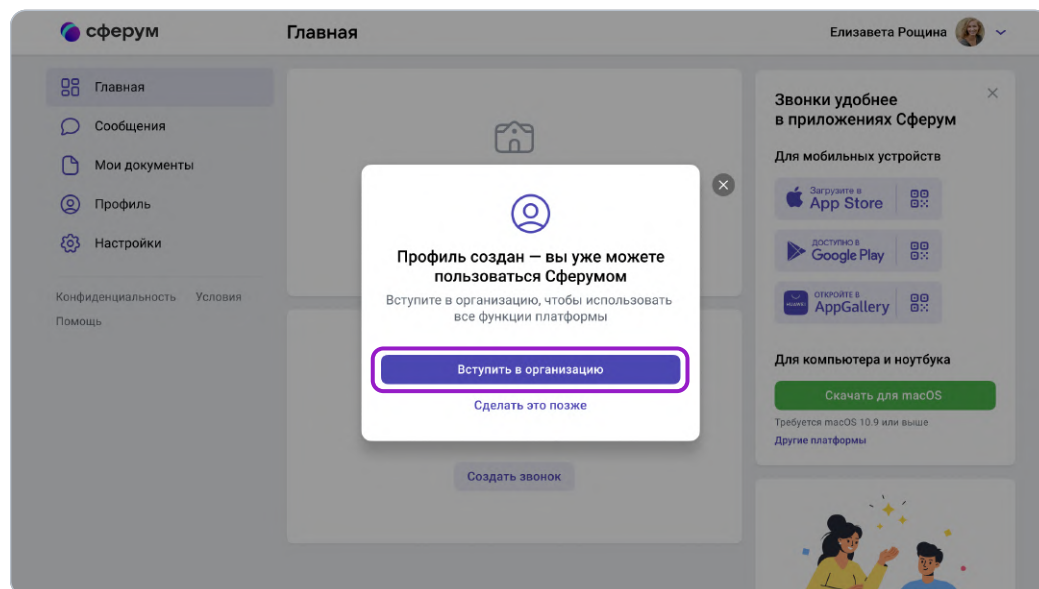 сферум
Главная
Елизавета Рощина
Главная
Сообщения
Мои документы
Профиль
Настройки
Конфиденциальность Условия
Помощь
Профиль создан — вы уже можете
пользоваться Сферумом
Вступите в организацию, чтобы использовать
все функции платформы
Вступить в организацию
Сделать это позже
Создать звонок
Звонки удобнее
в приложениях Сферум
Для мобильных устройств
Загрузите в
App Store
ДОСТУПНО В
Google Play
ОТКРОЙТЕ В
AppGallery
HUAWEI
Для компьютера и ноутбука
Скачать для macOS
Требуется macOS 10.9 или выше
Другие платформы